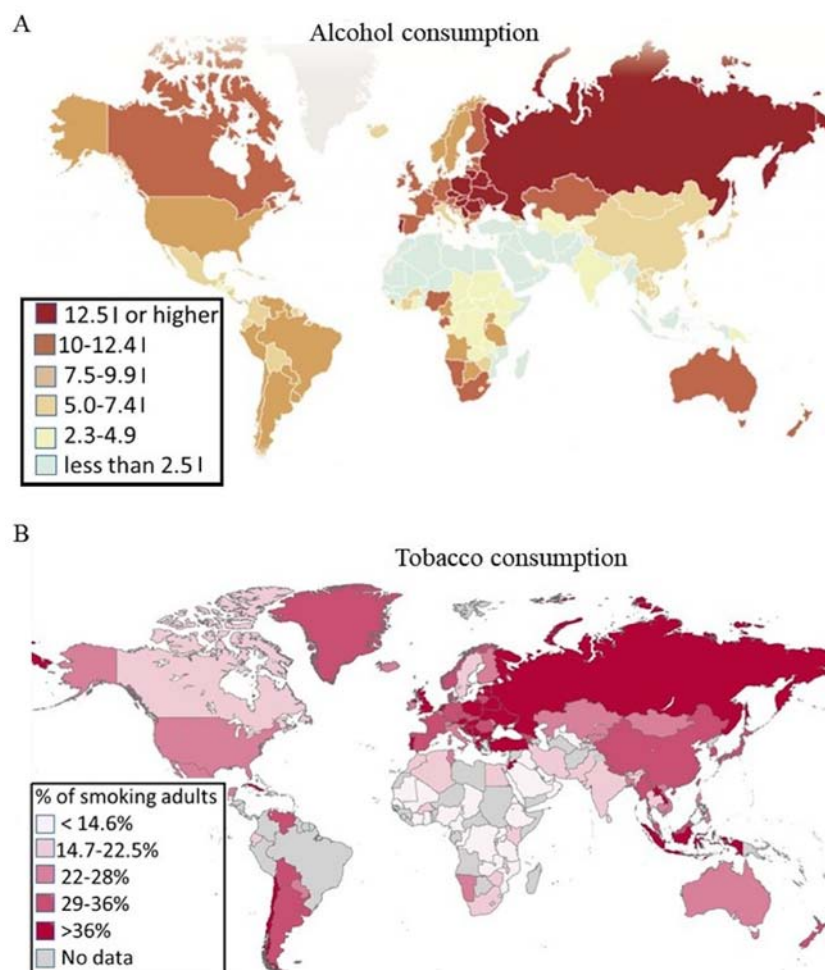 A
Alcohol consumption
12.5 l or higher
10-12.4 l
7.5-9.9 l
5.0-7.4 l
2.3-4.9
less than 2.5 l
B
Tobacco consumption
% of smoking adults
< 14.6%
14.7-22.5%
22-28%
29-36%
>36%
No data